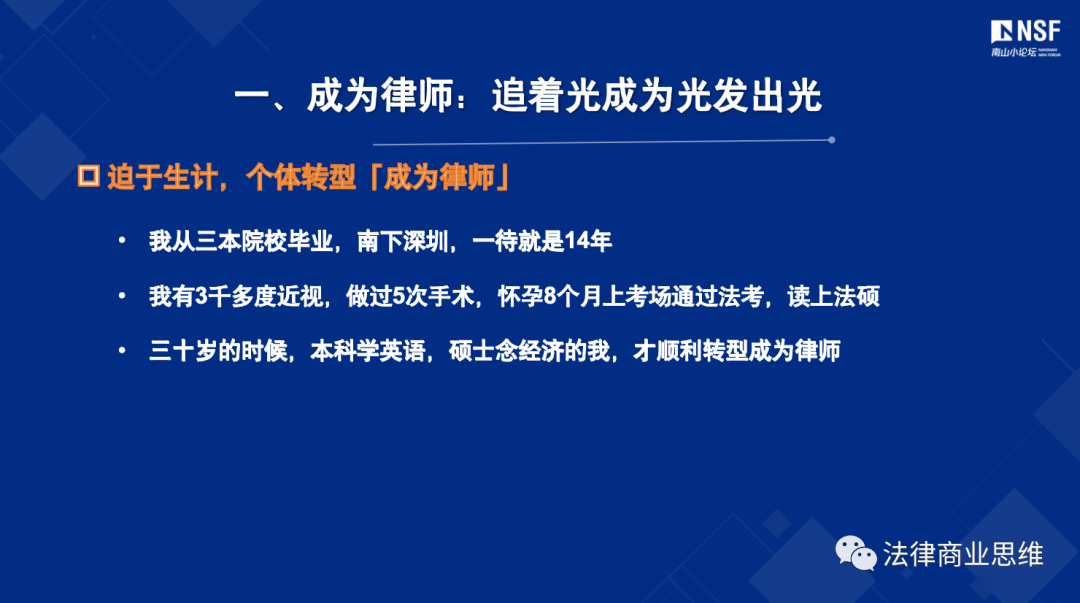 NSF
南山小论坛 NANSHAN MINI FORUM
一、成为律师：追着光成为光发出光
迫于生计，个体转型「成为律师」
• 我从三本院校毕业，南下深圳，一待就是14年
• 我有3千多度近视，做过5次手术，怀孕8个月上考场通过法考，读上法硕
• 三十岁的时候，本科学英语，硕士念经济的我，才顺利转型成为律师
法律商业思维